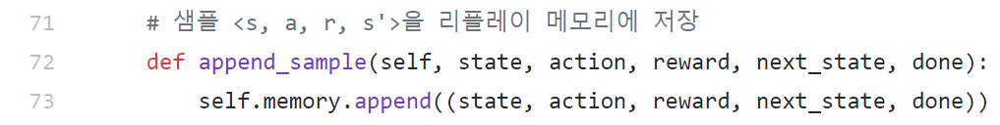 71 # 샘플 <s, a, r, s'>을 리플레이 메모리에 저장
72 def append_sample(self, state, action, reward, next_state, done):
73 self.memory.append((state, action, reward, next_state, done))